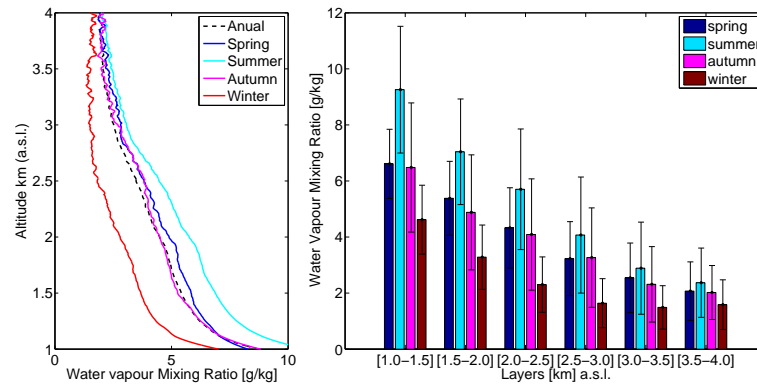 4
3.5
3
2.5
2
1.5
1
Altitude km (a.s.l.)
0
5
10
Water vapour Mixing Ratio [g/kg]
Anual
Spring
Summer
Autumn
Winter
12
10
8
6
4
2
0
Water Vapour Mixing Ratio [g/kg]
spring
summer
autumn
winter
[1.0−1.5] [1.5−2.0] [2.0−2.5] [2.5−3.0] [3.0−3.5] [3.5−4.0]
Layers [km] a.s.l.